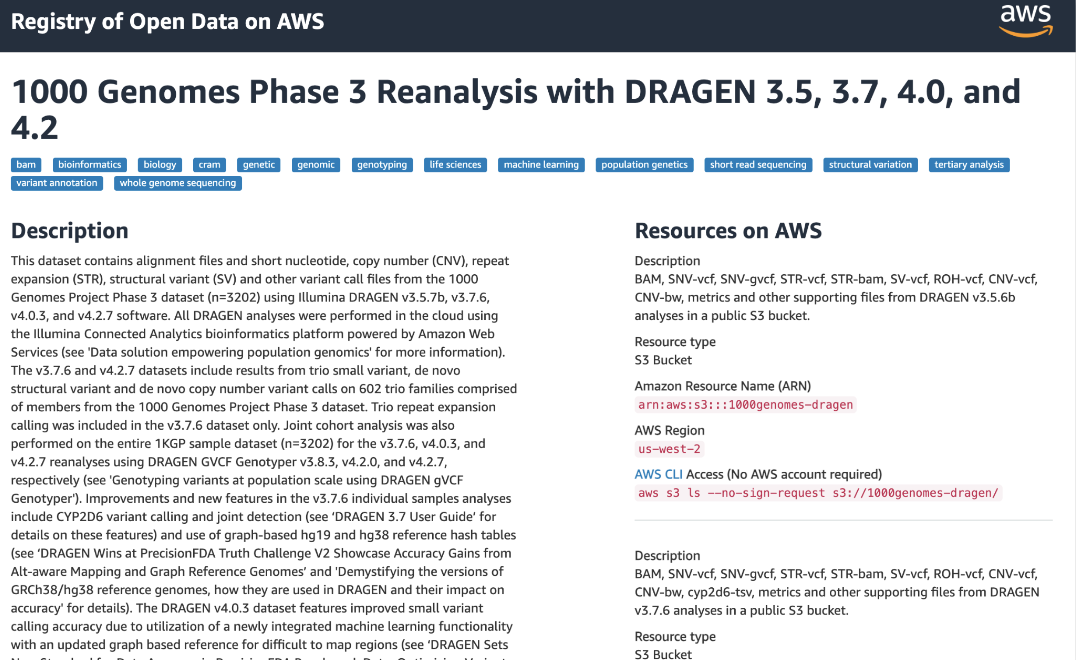 Registry of Open Data on AWS
aws
1000 Genomes Phase 3 Reanalysis with DRAGEN 3.5, 3.7, 4.0, and
4.2
bam bioinformatics biology cram genetic genomic genotyping life sciences machine learning population genetics short read sequencing structural variation tertiary analysis
variant annotation whole genome sequencing
Description
This dataset contains alignment files and short nucleotide, copy number (CNV), repeat
expansion (STR), structural variant (SV) and other variant call files from the 1000
Genomes Project Phase 3 dataset (n=3202) using Illumina DRAGEN v3.5.7b, v3.7.6,
v4.0.3, and v4.2.7 software. All DRAGEN analyses were performed in the cloud using
the Illumina Connected Analytics bioinformatics platform powered by Amazon Web
Services (see 'Data solution empowering population genomics' for more information).
The v3.7.6 and v4.2.7 datasets include results from trio small variant, de novo
structural variant and de novo copy number variant calls on 602 trio families comprised
of members from the 1000 Genomes Project Phase 3 dataset. Trio repeat expansion
calling was included in the v3.7.6 dataset only. Joint cohort analysis was also
performed on the entire 1KGP sample dataset (n=3202) for the v3.7.6, v4.0.3, and
v4.2.7 reanalyses using DRAGEN GVCF Genotyper v3.8.3, v4.2.0, and v4.2.7,
respectively (see 'Genotyping variants at population scale using DRAGEN gVCF
Genotyper'). Improvements and new features in the v3.7.6 individual samples analyses
include CYP2D6 variant calling and joint detection (see ‘DRAGEN 3.7 User Guide’ for
details on these features) and use of graph-based hg19 and hg38 reference hash tables
(see ‘DRAGEN Wins at PrecisionFDA Truth Challenge V2 Showcase Accuracy Gains from
Alt-aware Mapping and Graph Reference Genomes’ and 'Demystifying the versions of
GRCh38/hg38 reference genomes, how they are used in DRAGEN and their impact on
accuracy' for details). The DRAGEN v4.0.3 dataset features improved small variant
calling accuracy due to utilization of a newly integrated machine learning functionality
with an updated graph based reference for difficult to map regions (see ‘DRAGEN Sets
Resources on AWS
Description
BAM, SNV-vcf, SNV-gvcf, STR-vcf, STR-bam, SV-vcf, ROH-vcf, CNV-vcf,
CNV-bw, metrics and other supporting files from DRAGEN v3.5.6b
analyses in a public S3 bucket.
Resource type
S3 Bucket
Amazon Resource Name (ARN)
arn:aws:s3:::1000genomes-dragen
AWS Region
us-west-2
AWS CLI Access (No AWS account required)
aws s3 ls --no-sign-request s3://1000genomes-dragen/
Description
BAM, SNV-vcf, SNV-gvcf, STR-vcf, STR-bam, SV-vcf, ROH-vcf, CNV-vcf,
CNV-bw, cyp2d6-tsv, metrics and other supporting files from DRAGEN
v3.7.6 analyses in a public S3 bucket.
Resource type
S3 Bucket